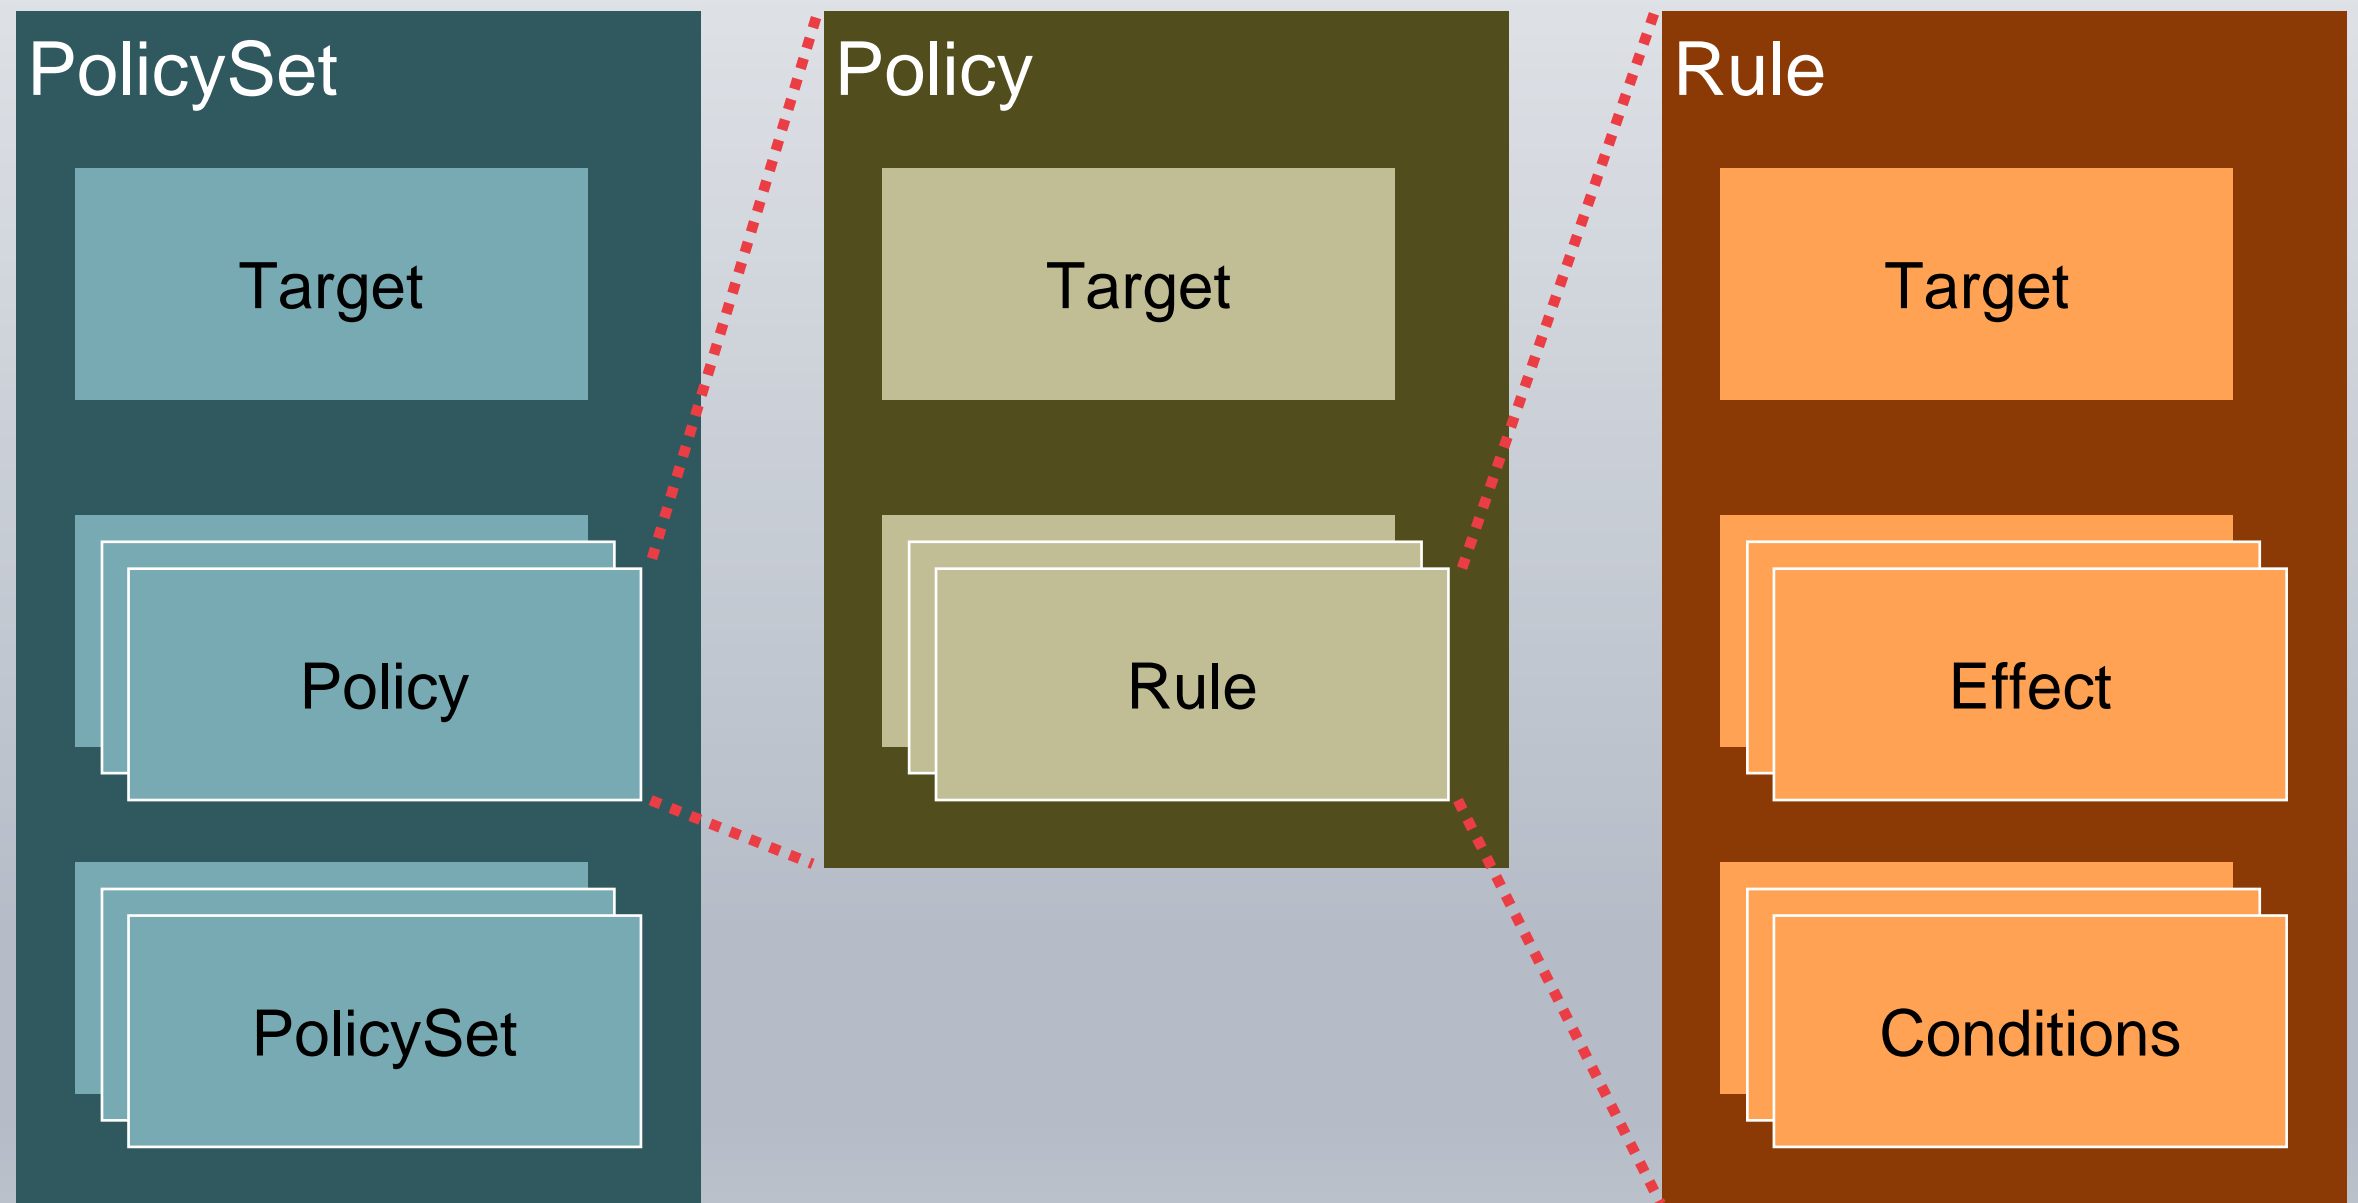 PolicySet
Target
Policy
PolicySet
Policy
Target
Rule
Rule
Target
Effect
Conditions